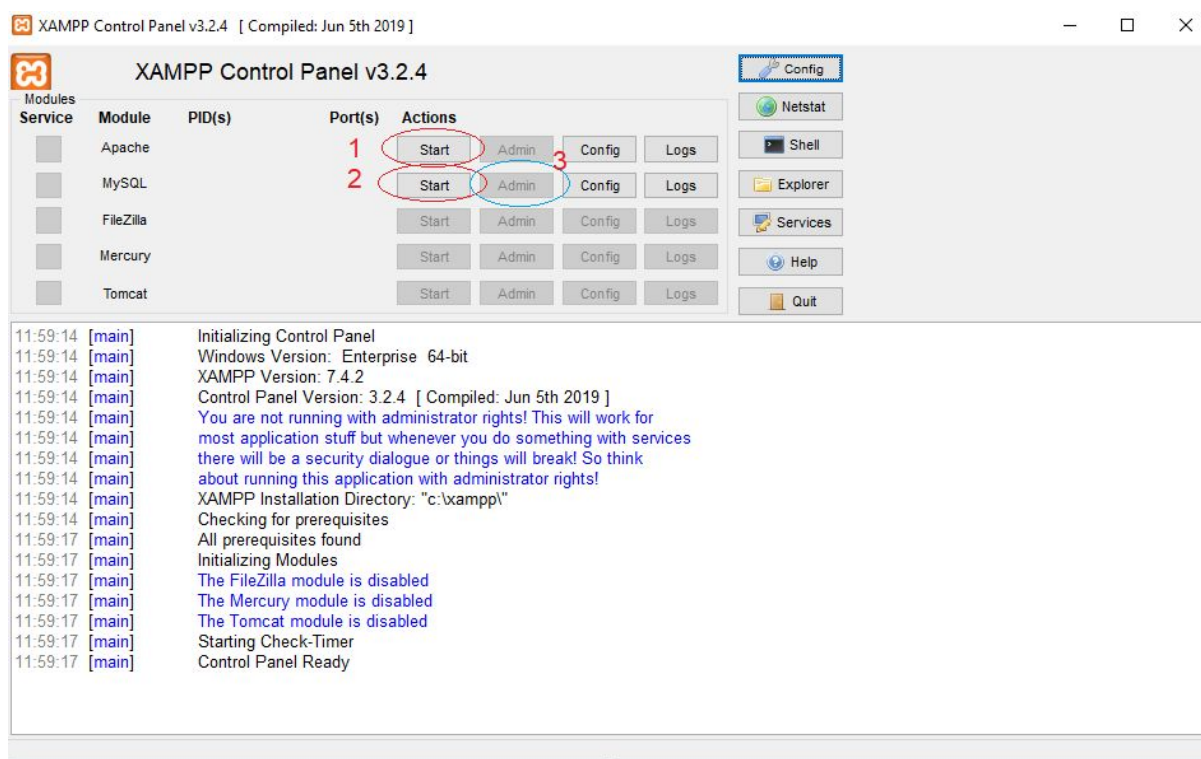 XAMPP Control Panel v3.2.4 [ Compiled: Jun 5th 2019 ]
XAMPP Control Panel v3.2.4
Config
Modules
Service Module PID(s) Port(s) Actions
Netstat
Apache 1 Start Admin Config Logs
Shell
3
MySQL 2 Start Admin Config Logs
Explorer
FileZilla Start Admin Config Logs
Services
Mercury Start Admin Config Logs
Help
Tomcat Start Admin Config Logs
Quit
11:59:14 [main] Initializing Control Panel
11:59:14 [main] Windows Version: Enterprise 64-bit
11:59:14 [main] XAMPP Version: 7.4.2
11:59:14 [main] Control Panel Version: 3.2.4 [ Compiled: Jun 5th 2019 ]
11:59:14 [main] You are not running with administrator rights! This will work for
11:59:14 [main] most application stuff but whenever you do something with services
11:59:14 [main] there will be a security dialogue or things will break! So think
11:59:14 [main] about running this application with administrator rights!
11:59:14 [main] XAMPP Installation Directory: "c:\xampp\"
11:59:14 [main] Checking for prerequisites
11:59:17 [main] All prerequisites found
11:59:17 [main] Initializing Modules
11:59:17 [main] The FileZilla module is disabled
11:59:17 [main] The Mercury module is disabled
11:59:17 [main] The Tomcat module is disabled
11:59:17 [main] Starting Check-Timer
11:59:17 [main] Control Panel Ready